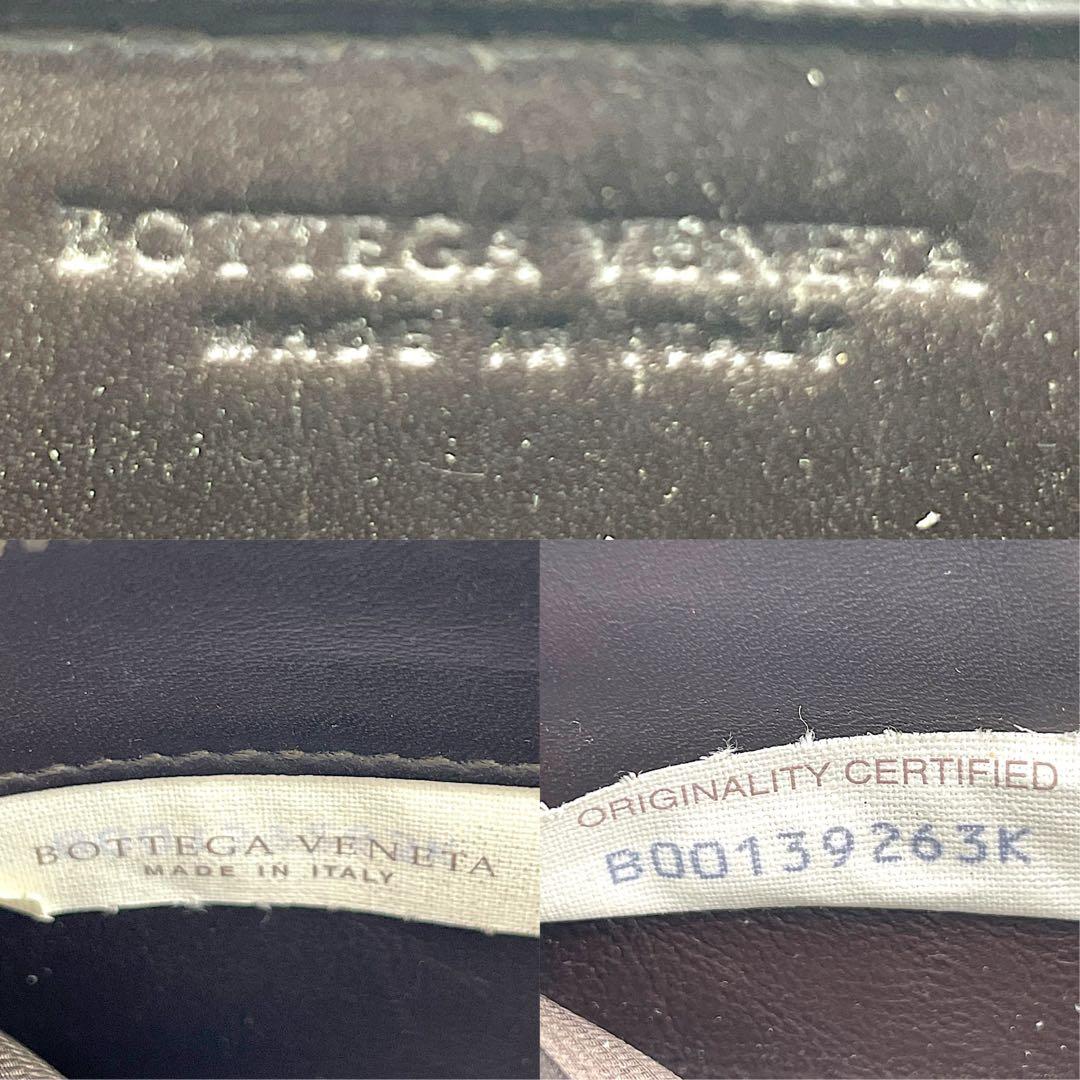 BOTTEGA VENETA
MADE IN ITALY
BOTTEGA VENETA
MADE IN ITALY
ORIGINALITY CERTIFIED
B00139263K